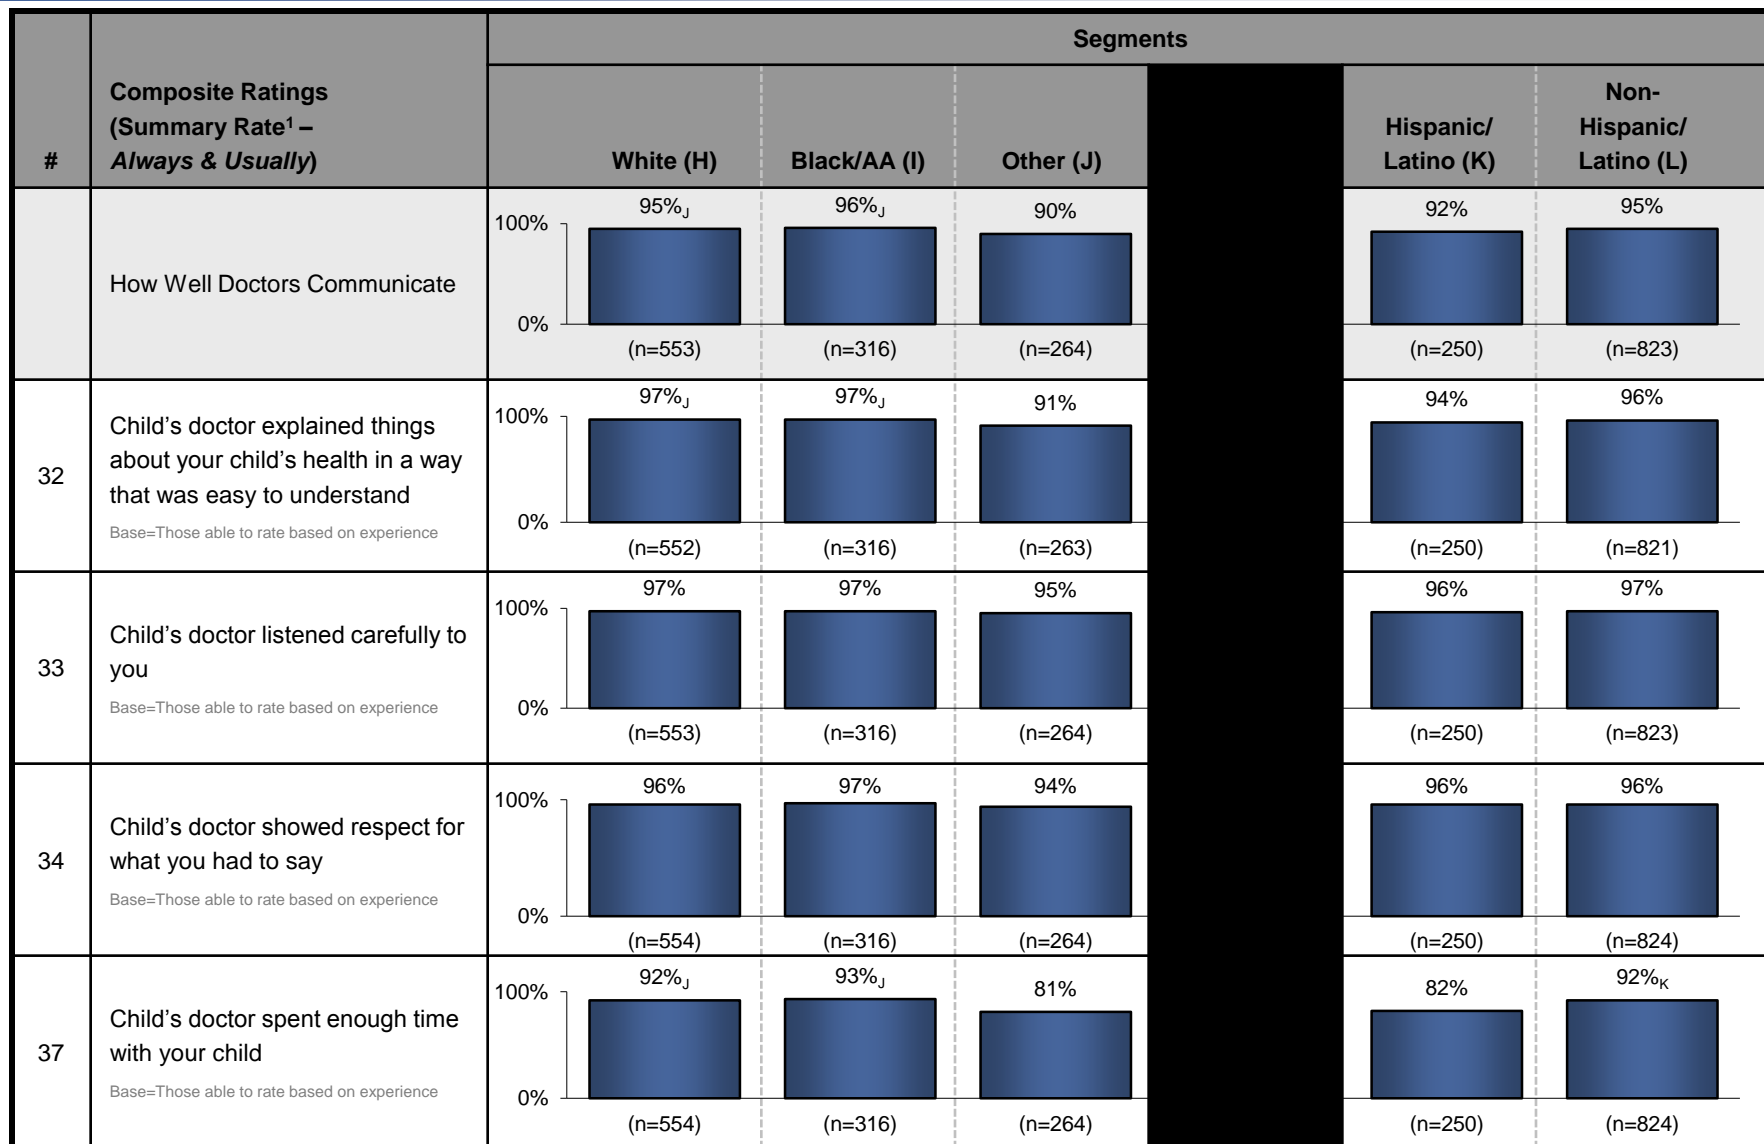 Segments
#
Composite Ratings
(Summary Rate¹ –
Always & Usually)
White (H)
Black/AA (I)
Other (J)
Hispanic/
Latino (K)
Non-
Hispanic/
Latino (L)
How Well Doctors Communicate
100%
0%
95%J
96%J
90%
92%
95%
(n=553)
(n=316)
(n=264)
(n=250)
(n=823)
32
Child’s doctor explained things
about your child’s health in a way
that was easy to understand
Base=Those able to rate based on experience
100%
0%
97%J
97%J
91%
94%
96%
(n=552)
(n=316)
(n=263)
(n=250)
(n=821)
33
Child’s doctor listened carefully to
you
Base=Those able to rate based on experience
100%
0%
97%
97%
95%
96%
97%
(n=553)
(n=316)
(n=264)
(n=250)
(n=823)
34
Child’s doctor showed respect for
what you had to say
Base=Those able to rate based on experience
100%
0%
96%
97%
94%
96%
96%
(n=554)
(n=316)
(n=264)
(n=250)
(n=824)
37
Child’s doctor spent enough time
with your child
Base=Those able to rate based on experience
100%
0%
92%J
93%J
81%
82%
92%K
(n=554)
(n=316)
(n=264)
(n=250)
(n=824)